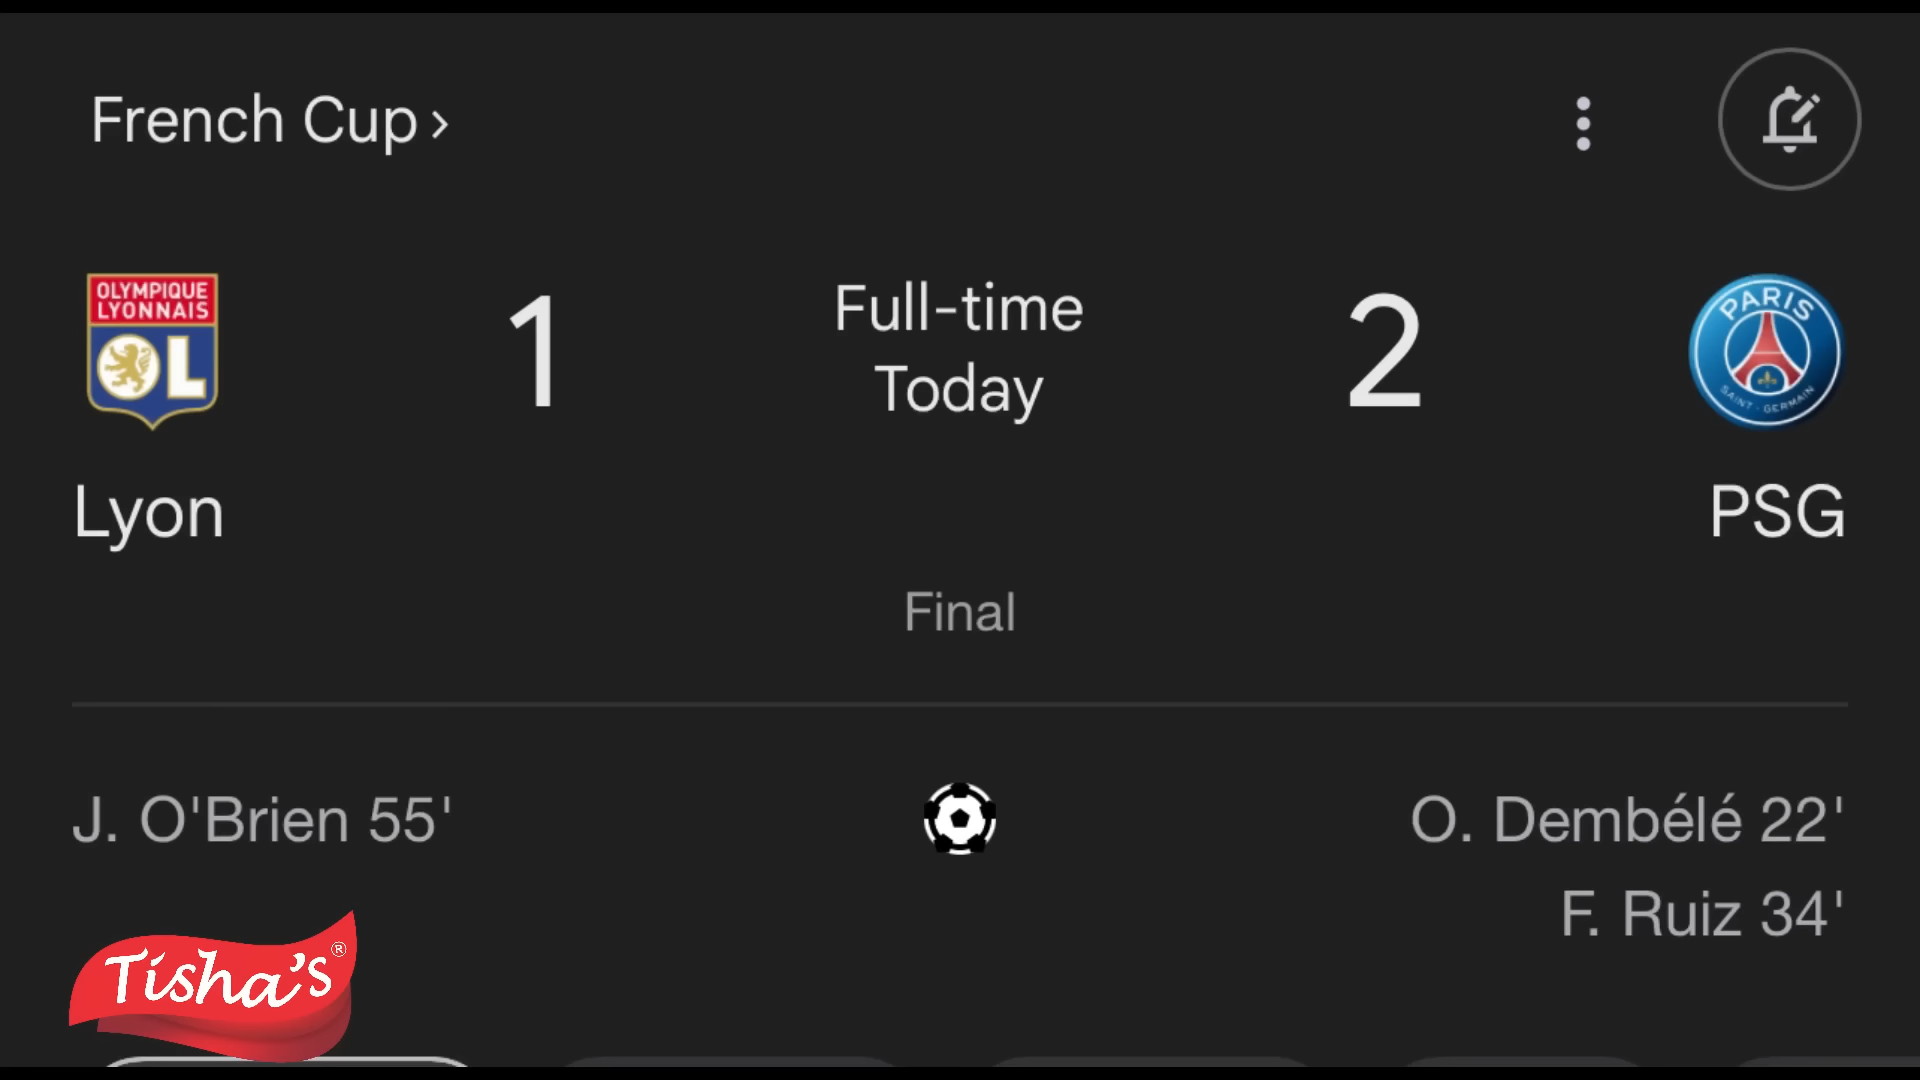 French Cup ›
OLYMPIQUE
LYONNAIS
OL
1
Full-time
Today
2
PARIS
SAINT - GERMAIN
Lyon
PSG
Final
J. O'Brien 55'
O. Dembélé 22'
F. Ruiz 34'
Tisha's®